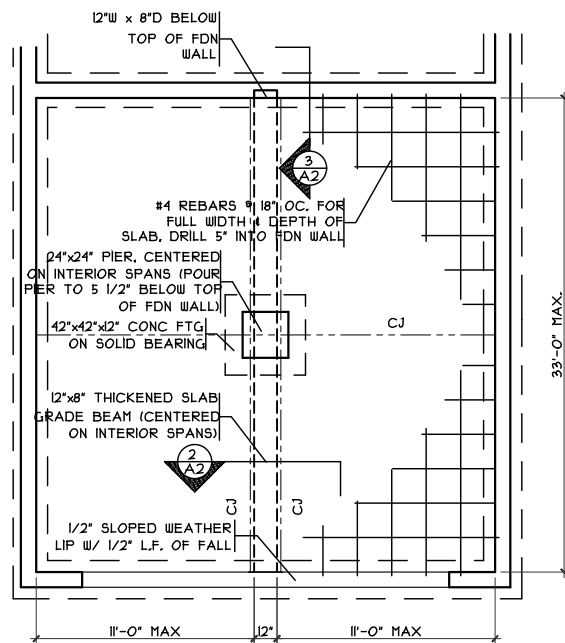 12"W x 8"D BELOW
TOP OF FDN
WALL
3
A2
#4 REBARS @ 18" OC. FOR
FULL WIDTH & DEPTH OF
SLAB, DRILL 5" INTO FDN WALL
24"x24" PIER, CENTERED
ON INTERIOR SPANS (POUR
PIER TO 5 1/2" BELOW TOP
OF FDN WALL)
42"x42"x12" CONC FTG
ON SOLID BEARING
CJ
33'-0" MAX.
12"x8" THICKENED SLAB
GRADE BEAM (CENTERED
ON INTERIOR SPANS)
2
A2
CJ
CJ
1/2" SLOPED WEATHER
LIP W/ 1/2" L.F. OF FALL
11'-0" MAX
12"
11'-0" MAX